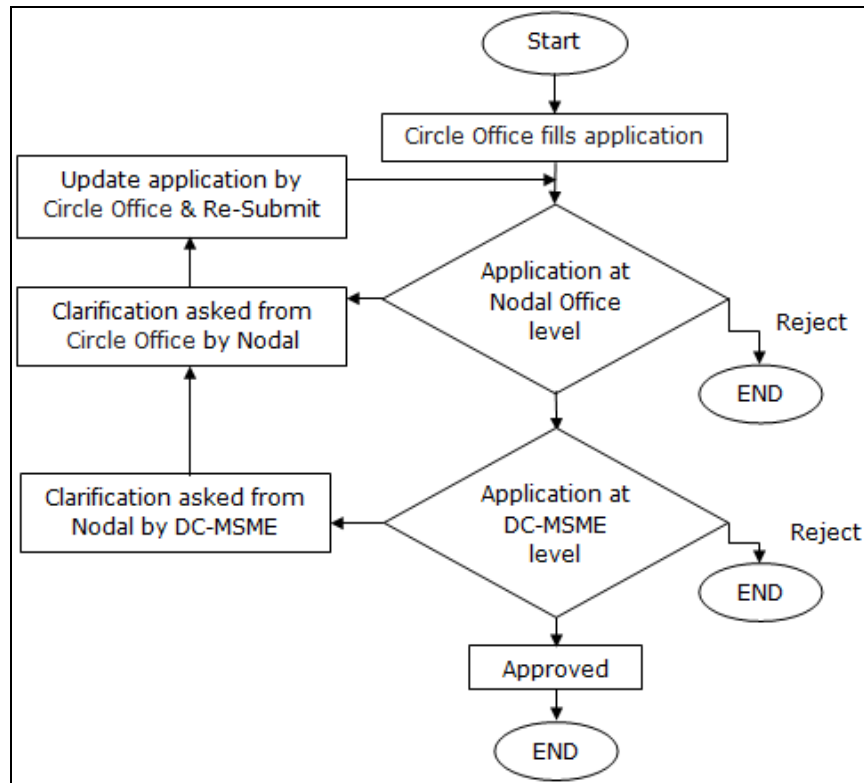 Start
Circle Office fills application
Update application by
Circle Office & Re-Submit
Application at
Nodal Office
level
Clarification asked from
Circle Office by Nodal
Reject
END
Application at
DC-MSME
level
Clarification asked from
Nodal by DC-MSME
Reject
END
Approved
END